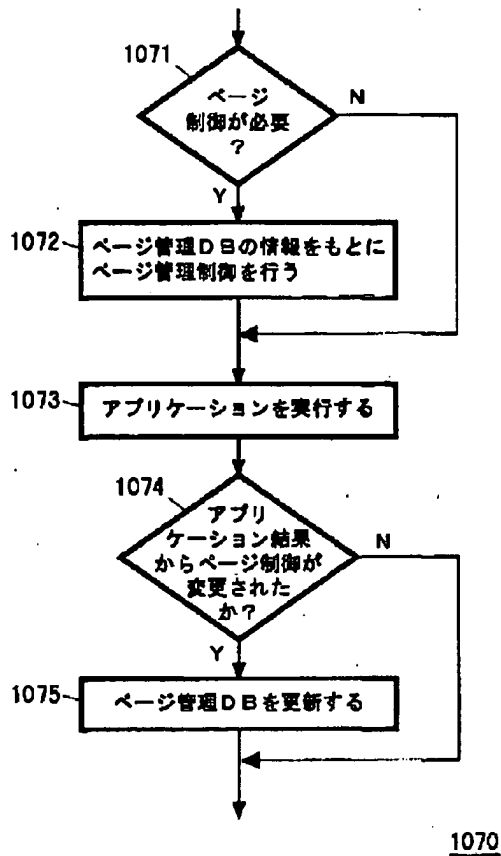 1071
ページ
制御が必要
?
N
Y
1072
ページ管理DBの情報をもとに
ページ管理制御を行う
1073
アプリケーションを実行する
1074
アプリ
ケーション結果
からページ制御が
変更された
か?
N
Y
1075
ページ管理DBを更新する
1070